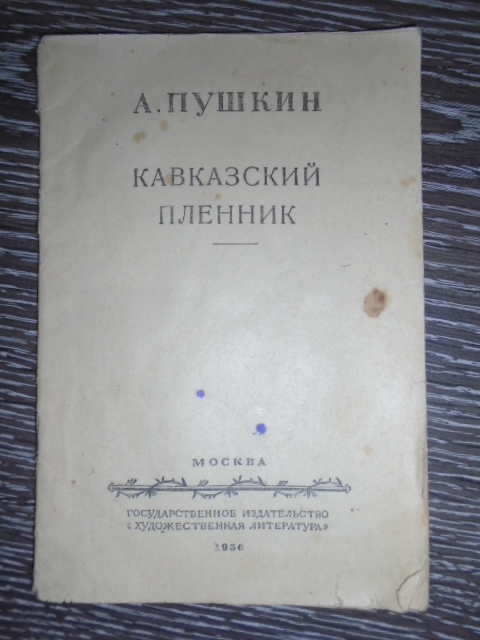 А. ПУШКИН
КАВКАЗСКИЙ
ПЛЕННИК
МОСКВА
ГОСУДАРСТВЕННОЕ ИЗДАТЕЛЬСТВО
«ХУДОЖЕСТВЕННАЯ ЛИТЕРАТУРА»
1936